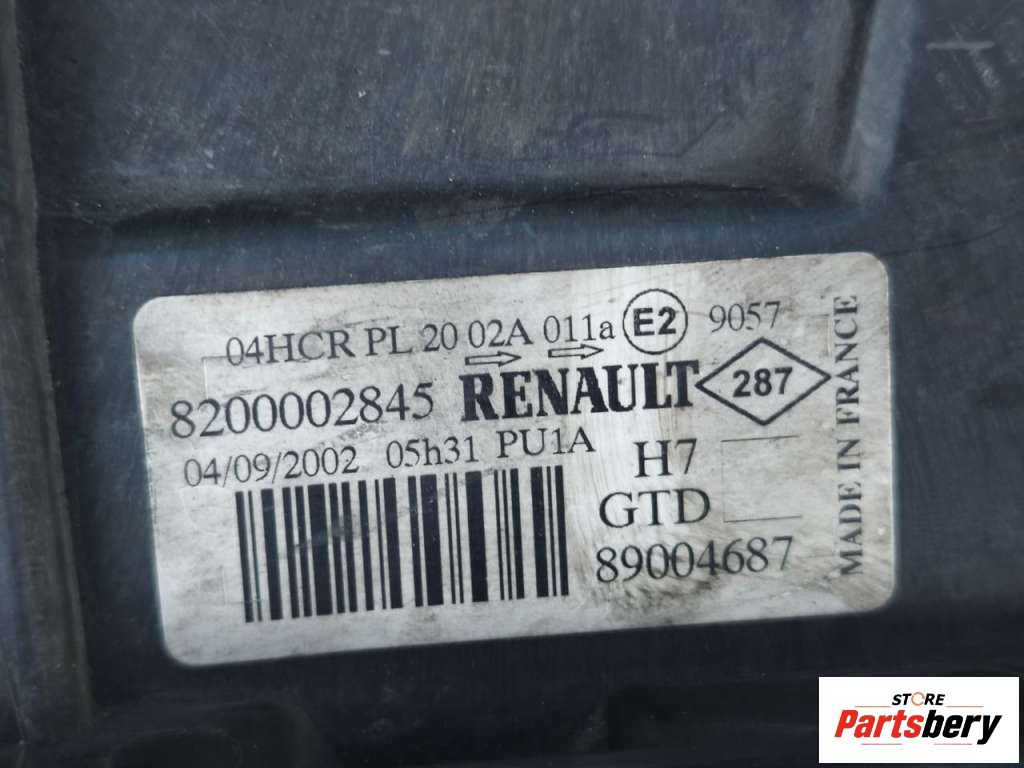 04HCR PL 20 02A 011a E2 9057
8200002845 RENAULT 287
04/09/2002 05h31 PU1A H7
GTD
89004687
MADE IN FRANCE
STORE
Partsbery